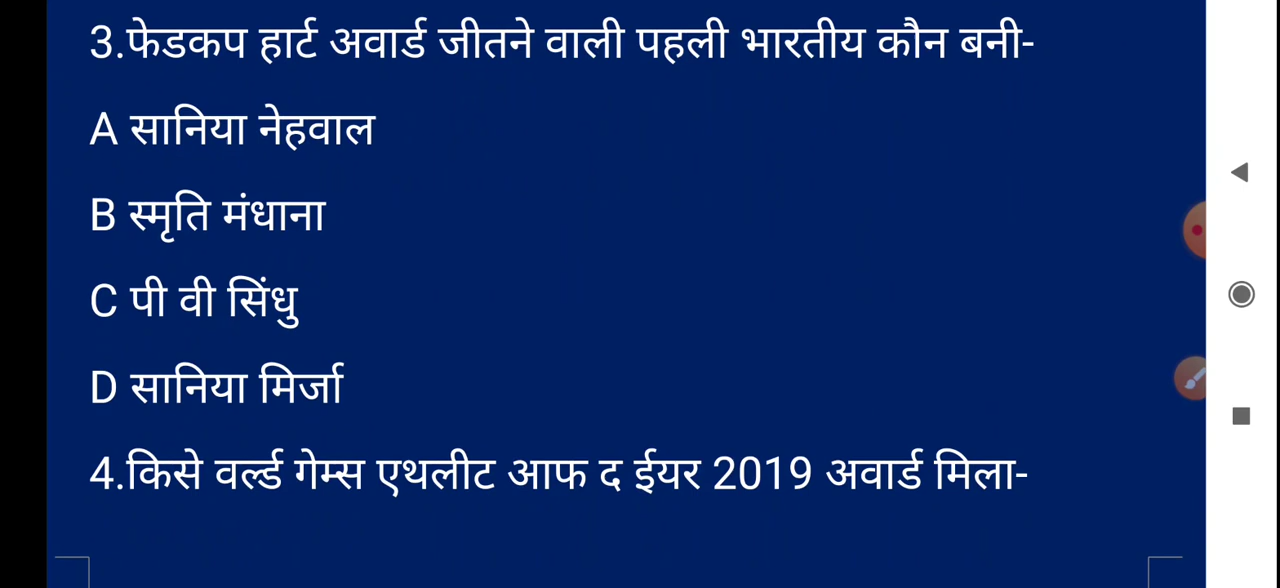 3.फेडकप हार्ट अवार्ड जीतने वाली पहली भारतीय कौन बनी-
A सानिया नेहवाल
B स्मृति मंधाना
C पी वी सिंधु
D सानिया मिर्जा
4.किसे वर्ल्ड गेम्स एथलीट आफ द ईयर 2019 अवार्ड मिला-